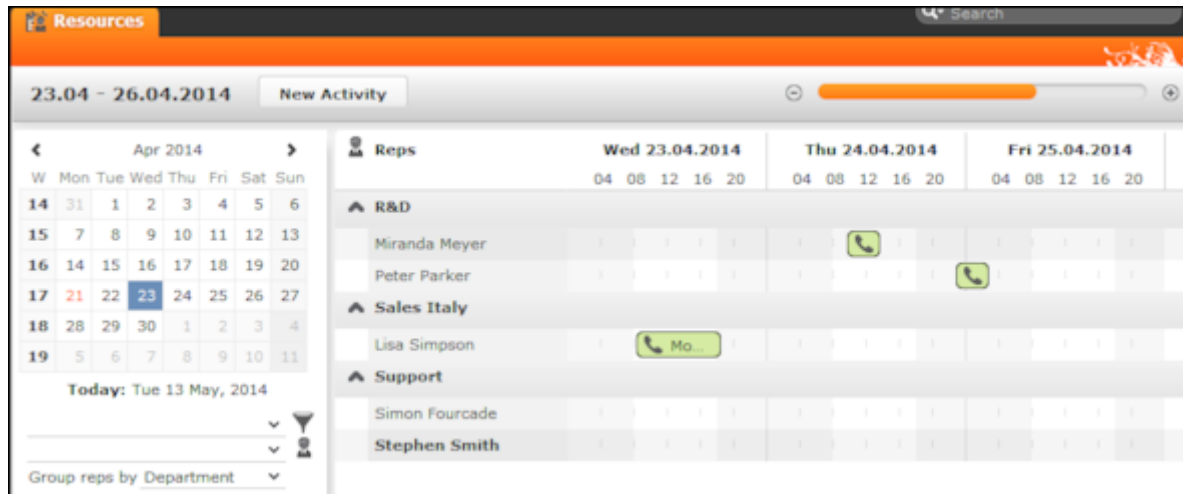 Resources
Search
23.04 - 26.04.2014 New Activity
Apr 2014
W Mon Tue Wed Thu Fri Sat Sun
14 31 1 2 3 4 5 6
15 7 8 9 10 11 12 13
16 14 15 16 17 18 19 20
17 21 22 23 24 25 26 27
18 28 29 30 1 2 3 4
19 5 6 7 8 9 10 11
Today: Tue 13 May, 2014
Group reps by Department
Reps Wed 23.04.2014 Thu 24.04.2014 Fri 25.04.2014
04 08 12 16 20 04 08 12 16 20 04 08 12 16 20
R&D
Miranda Meyer
Peter Parker
Sales Italy
Lisa Simpson Mo...
Support
Simon Fourcade
Stephen Smith